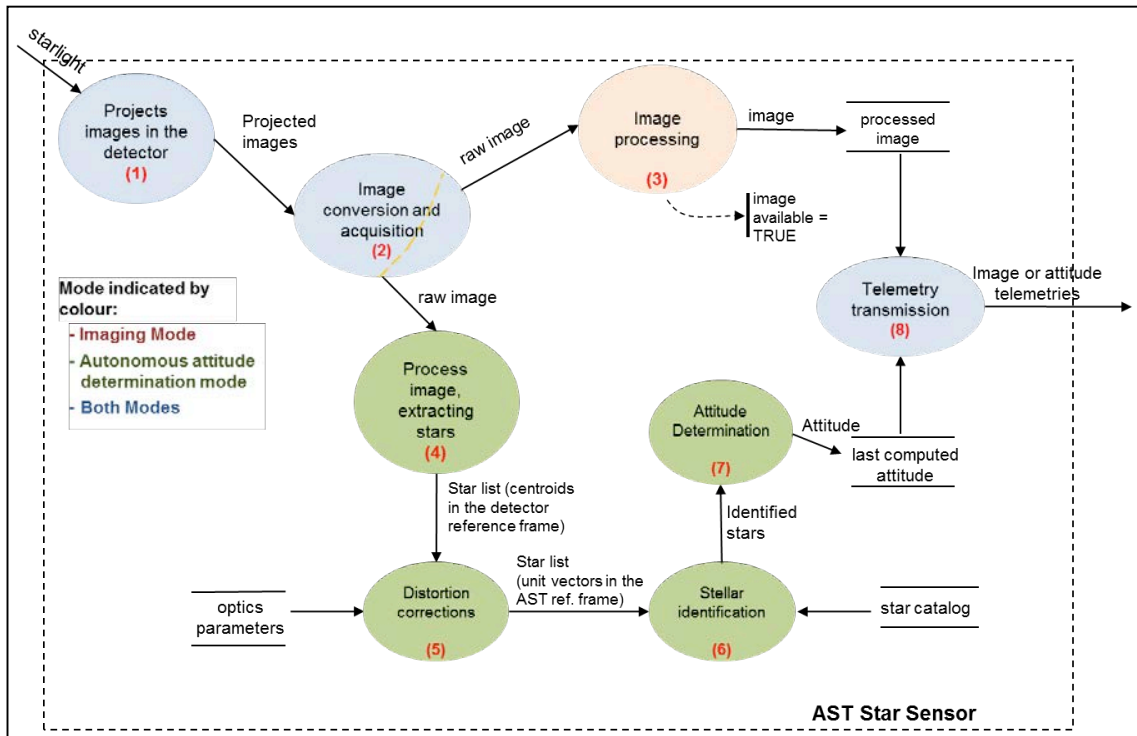 starlight
Projects
images in the
detector
(1)
Projected
images
Image
conversion and
acquisition
(2)
raw image
Image
processing
(3)
image
processed
image
image
available =
TRUE
raw image
Mode indicated by
colour:
- Imaging Mode
- Autonomous attitude
determination mode
- Both Modes
Process
image,
extracting
stars
(4)
Star list (centroids
in the detector
reference frame)
optics
parameters
Distortion
corrections
(5)
Star list
(unit vectors in the
AST ref. frame)
Stellar
identification
(6)
star catalog
Identified
stars
Attitude
Determination
(7)
Attitude
last computed
attitude
Telemetry
transmission
(8)
Image or attitude
telemetries
AST Star Sensor